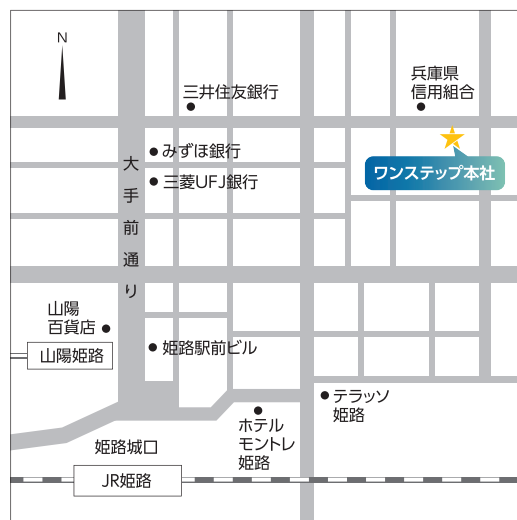 N
三井住友銀行
兵庫県
信用組合
みずほ銀行
三菱UFJ銀行
ワンステップ本社
大手前通り
山陽
百貨店
山陽姫路
姫路駅前ビル
テラッソ
姫路
ホテル
モントレ
姫路
姫路城口
JR姫路